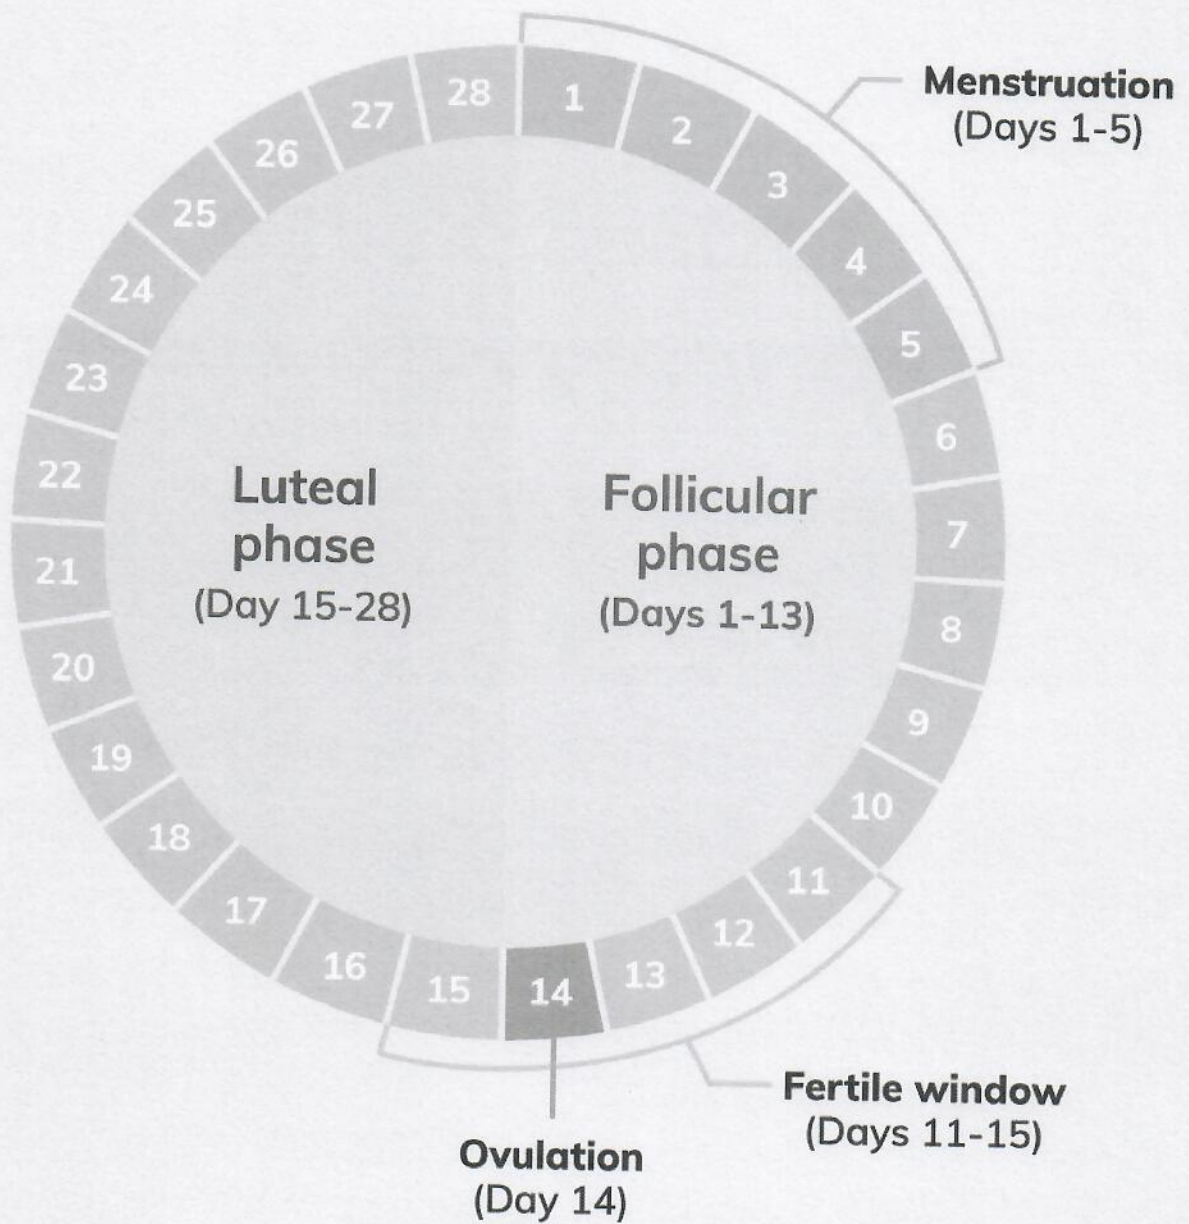 28
1
2
3
4
5
6
7
8
9
10
11
12
13
14
15
16
17
18
19
20
21
22
23
24
25
26
27
Menstruation
(Days 1-5)
Luteal
phase
(Day 15-28)
Follicular
phase
(Days 1-13)
Fertile window
(Days 11-15)
Ovulation
(Day 14)